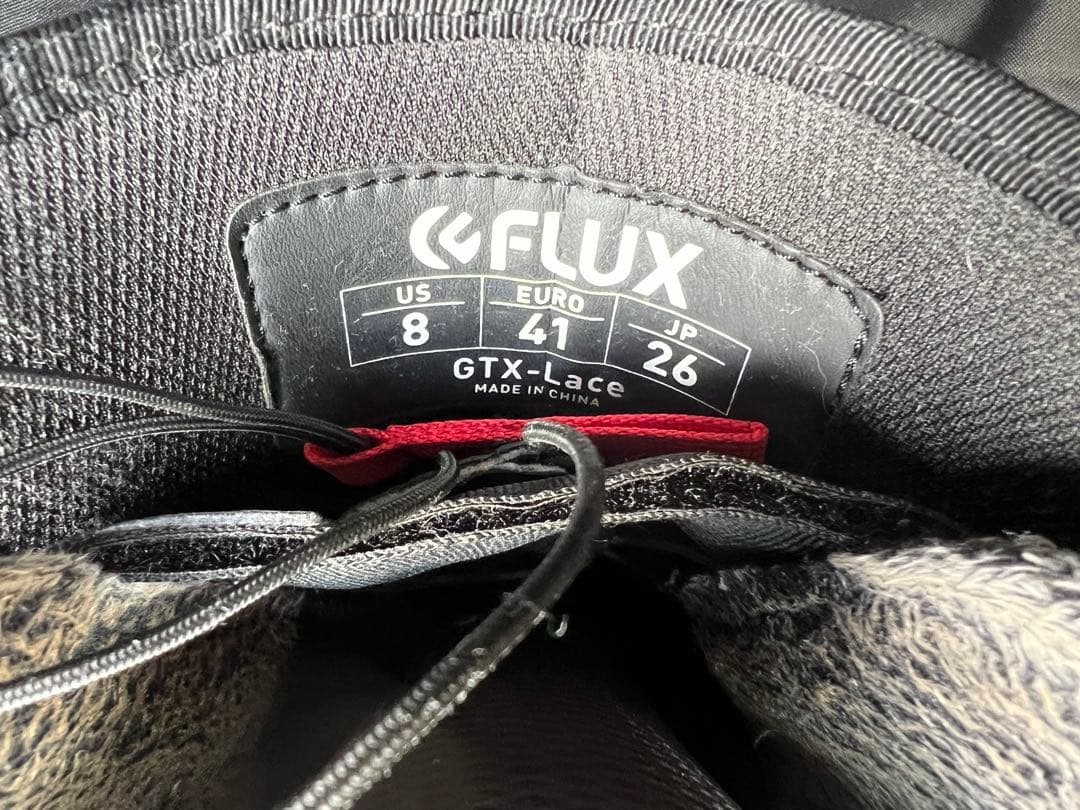 FLUX
US EURO JP
8 41 26
GTX-Lace
MADE IN CHINA